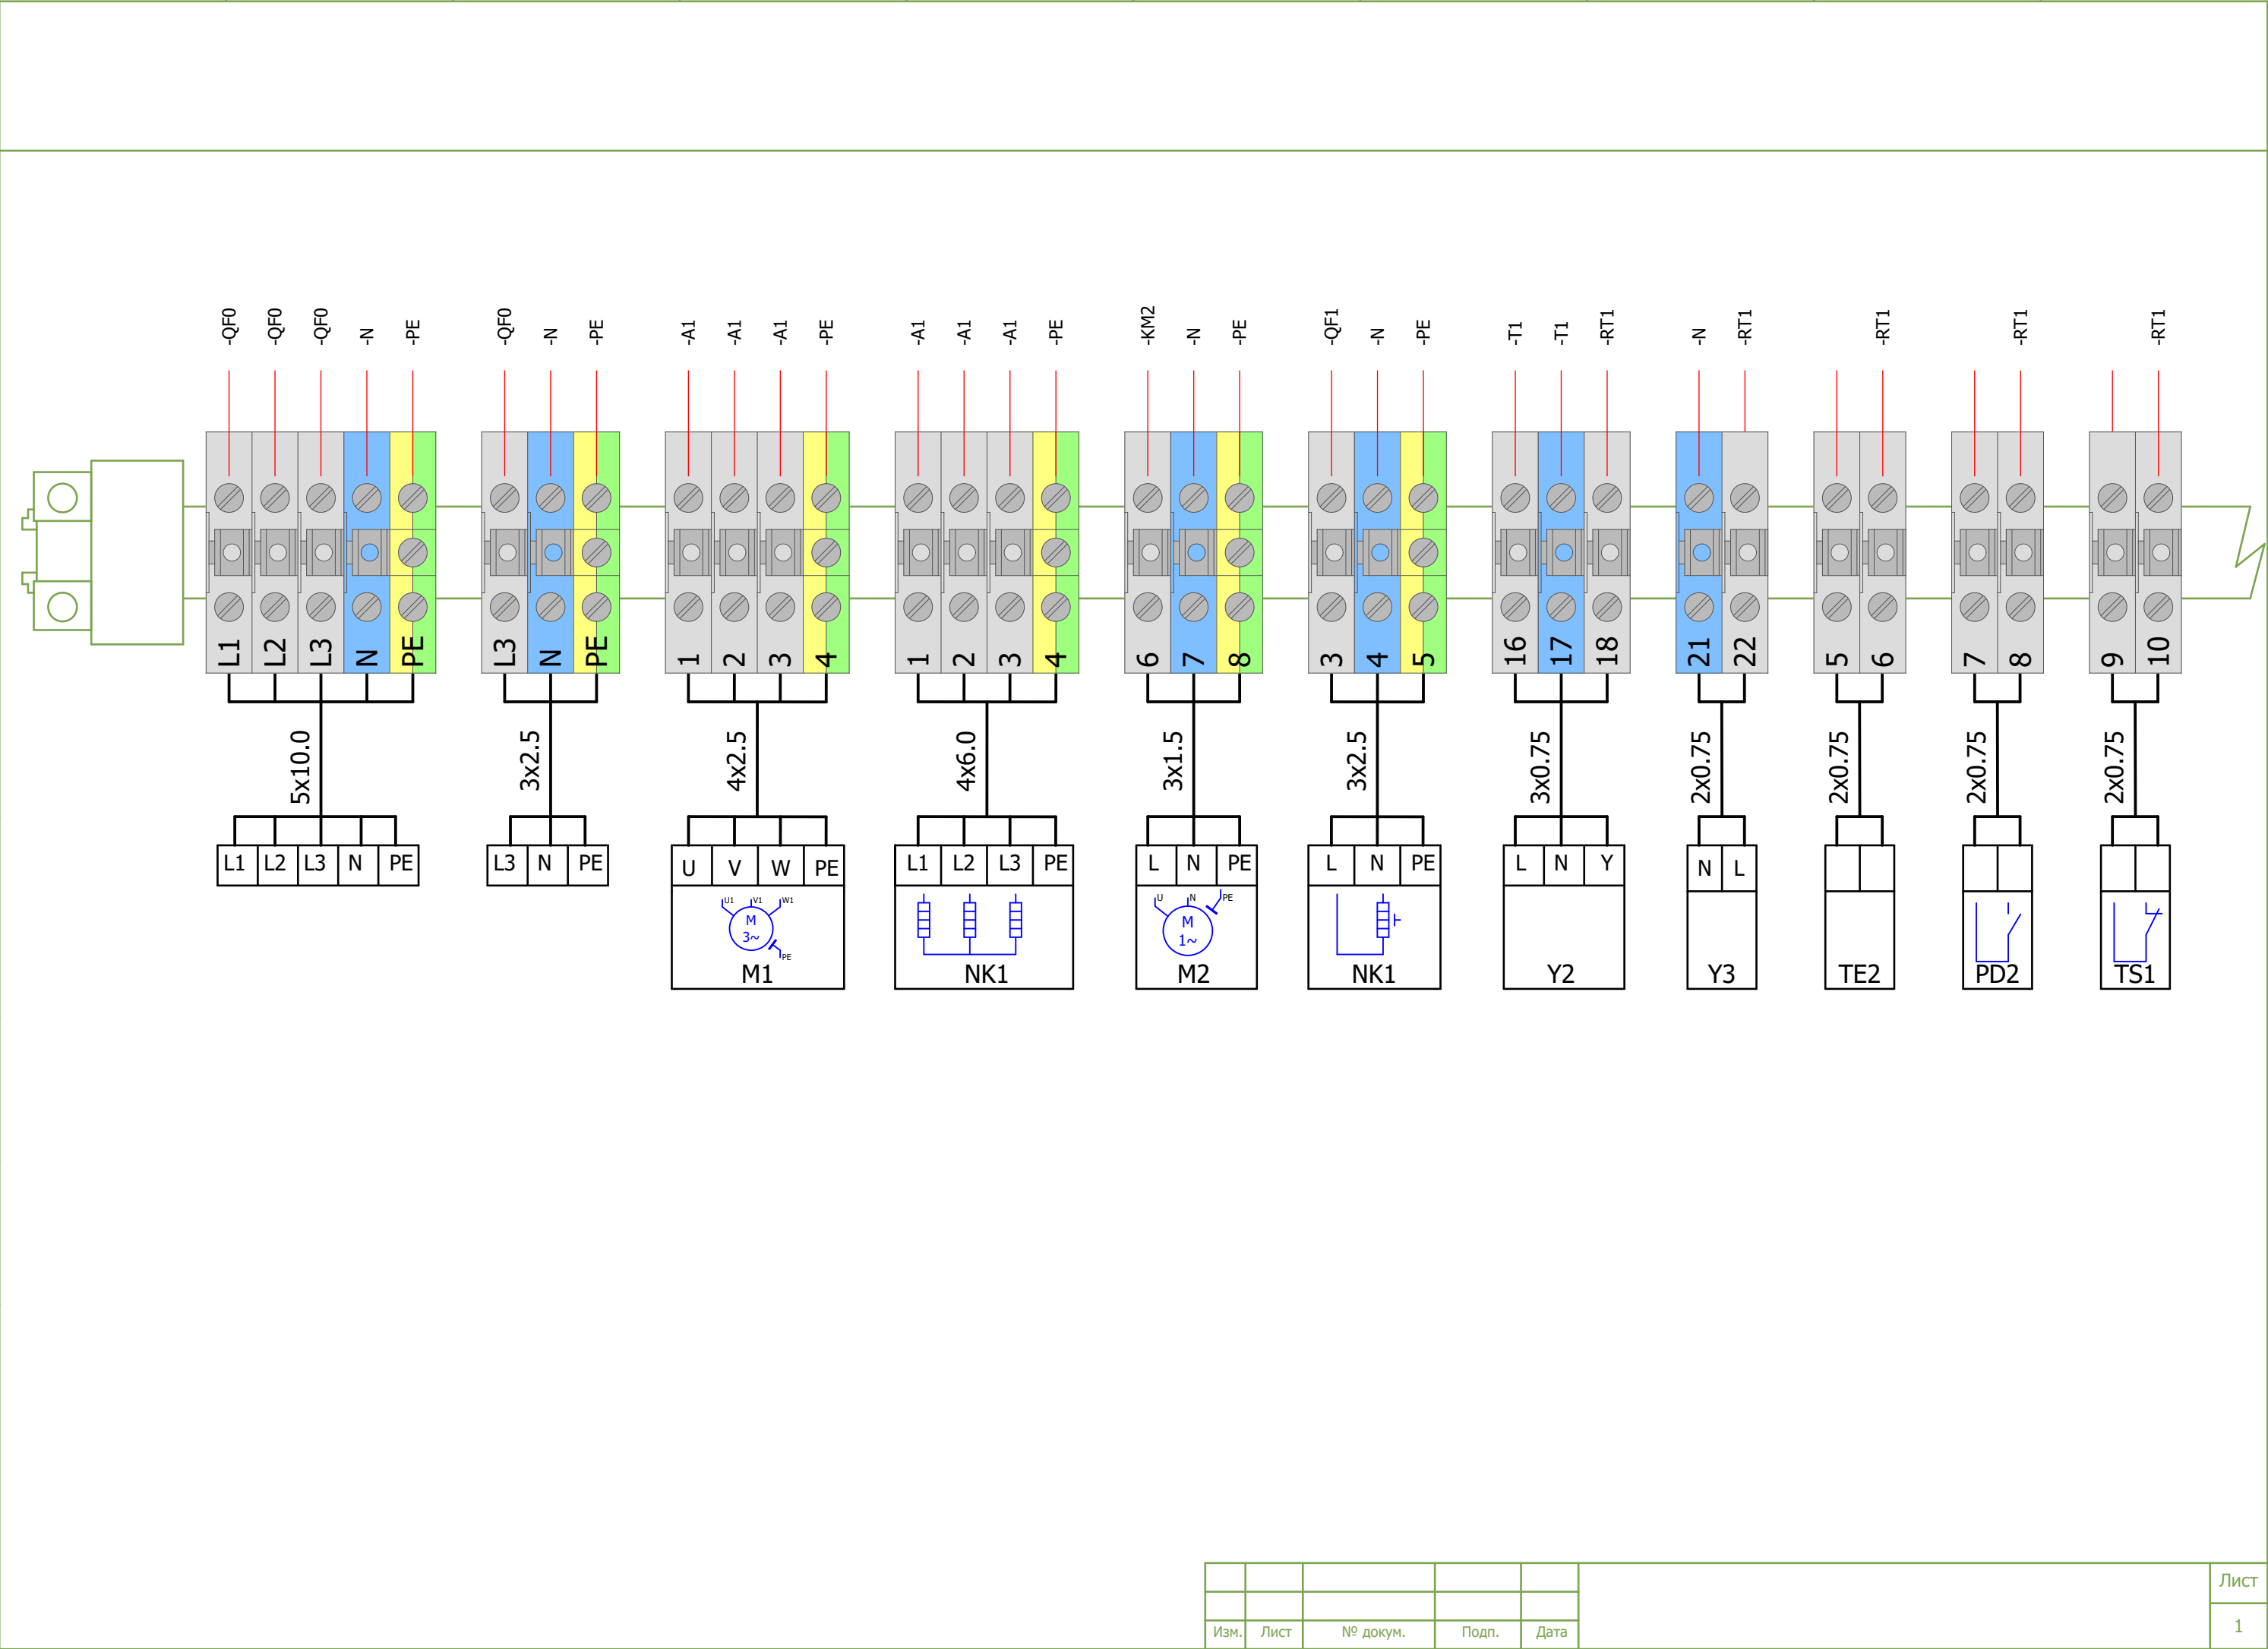 -QF0 -QF0 -QF0 -N -PE -QF0 -N -PE -A1 -A1 -A1 -PE -A1 -A1 -A1 -PE -KM2 -N -PE -QF1 -N -PE -T1 -T1 -RT1 -N -RT1 -RT1 -RT1 -RT1
L1 L2 L3 N PE L3 N PE 1 2 3 4 1 2 3 4 6 7 8 3 4 5 16 17 18 21 22 5 6 7 8 9 10
5x10.0 3x2.5 4x2.5 4x6.0 3x1.5 3x2.5 3x0.75 2x0.75 2x0.75 2x0.75 2x0.75
L1 L2 L3 N PE L3 N PE U V W PE L1 L2 L3 PE L N PE L N PE L N Y N L
U1 V1 W1 U N PE
M M
3~ 1~
PE
M1 NK1 M2 NK1 Y2 Y3 TE2 PD2 TS1
Лист
1
Изм. Лист № докум. Подп. Дата